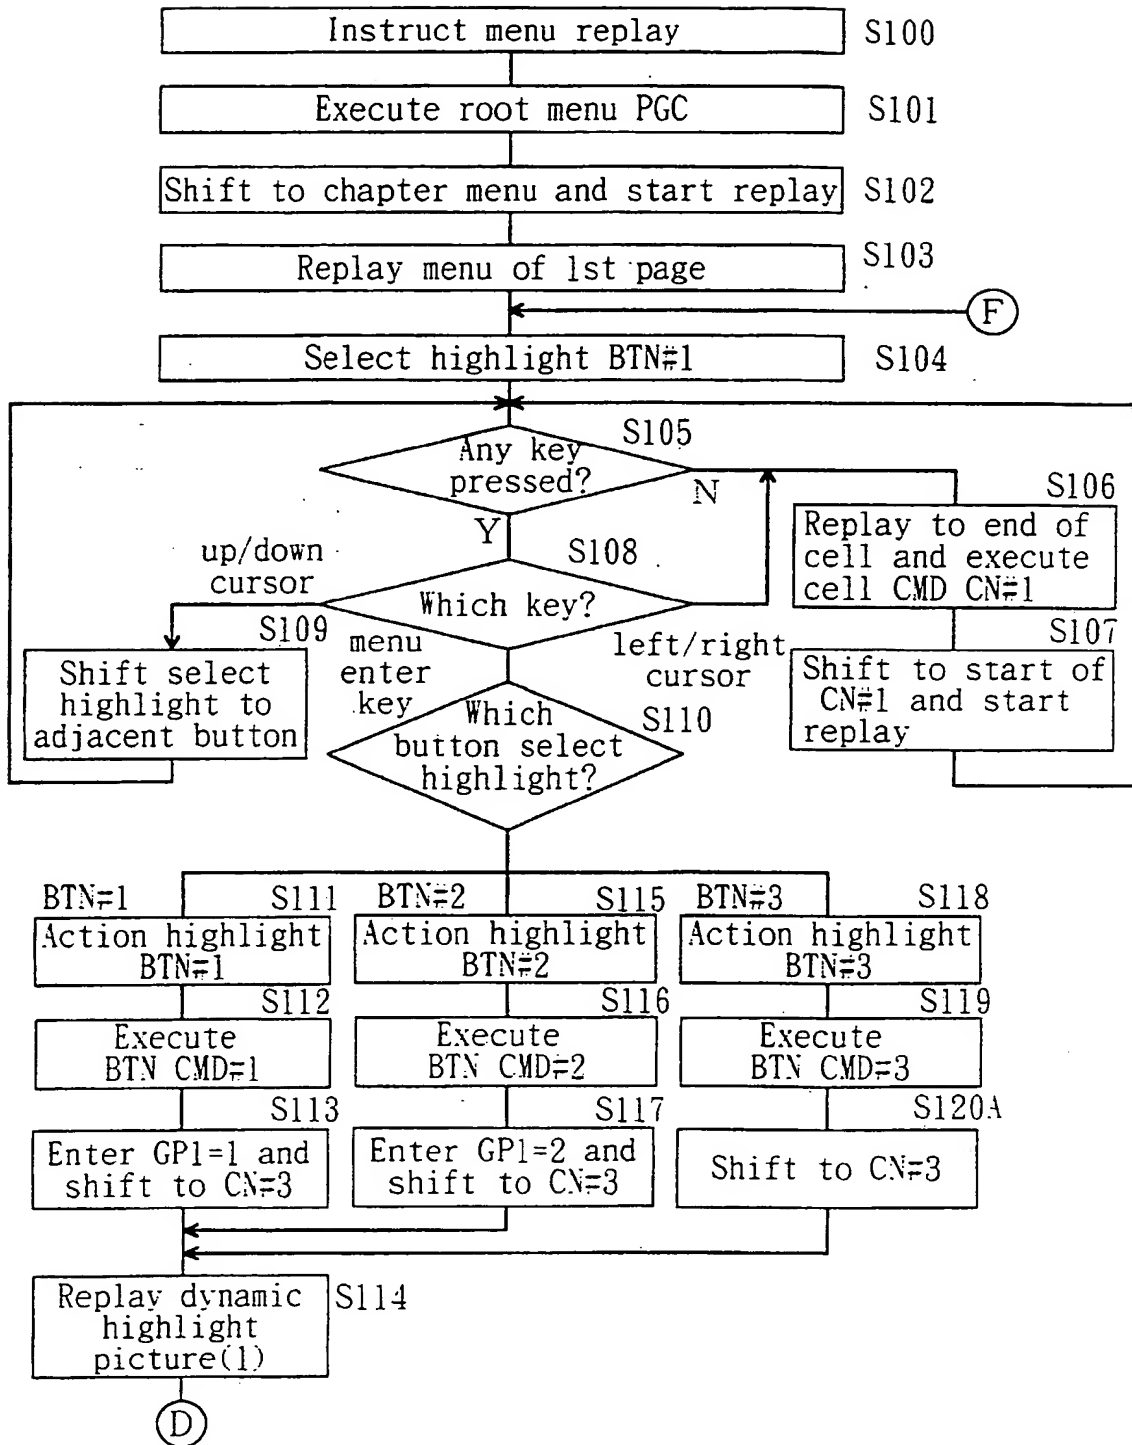 Instruct menu replay
S100
Execute root menu PGC
S101
Shift to chapter menu and start replay
S102
Replay menu of 1st page
S103
F
Select highlight BTN#1
S104
S105
Any key
pressed?
N
Y
S106
Replay to end of
cell and execute
cell CMD CN#1
S107
Shift to start of
CN#1 and start
replay
S108
Which key?
up/down
cursor
S109
Shift select
highlight to
adjacent button
menu
enter
key
left/right
cursor
S110
Which
button select
highlight?
BTN#1
S111
Action highlight
BTN#1
S112
Execute
BTN CMD#1
S113
Enter GP1=1 and
shift to CN#3
BTN#2
S115
Action highlight
BTN#2
S116
Execute
BTN CMD#2
S117
Enter GP1=2 and
shift to CN#3
BTN#3
S118
Action highlight
BTN#3
S119
Execute
BTN CMD#3
S120A
Shift to CN#3
Replay dynamic
highlight
picture(1)
S114
D